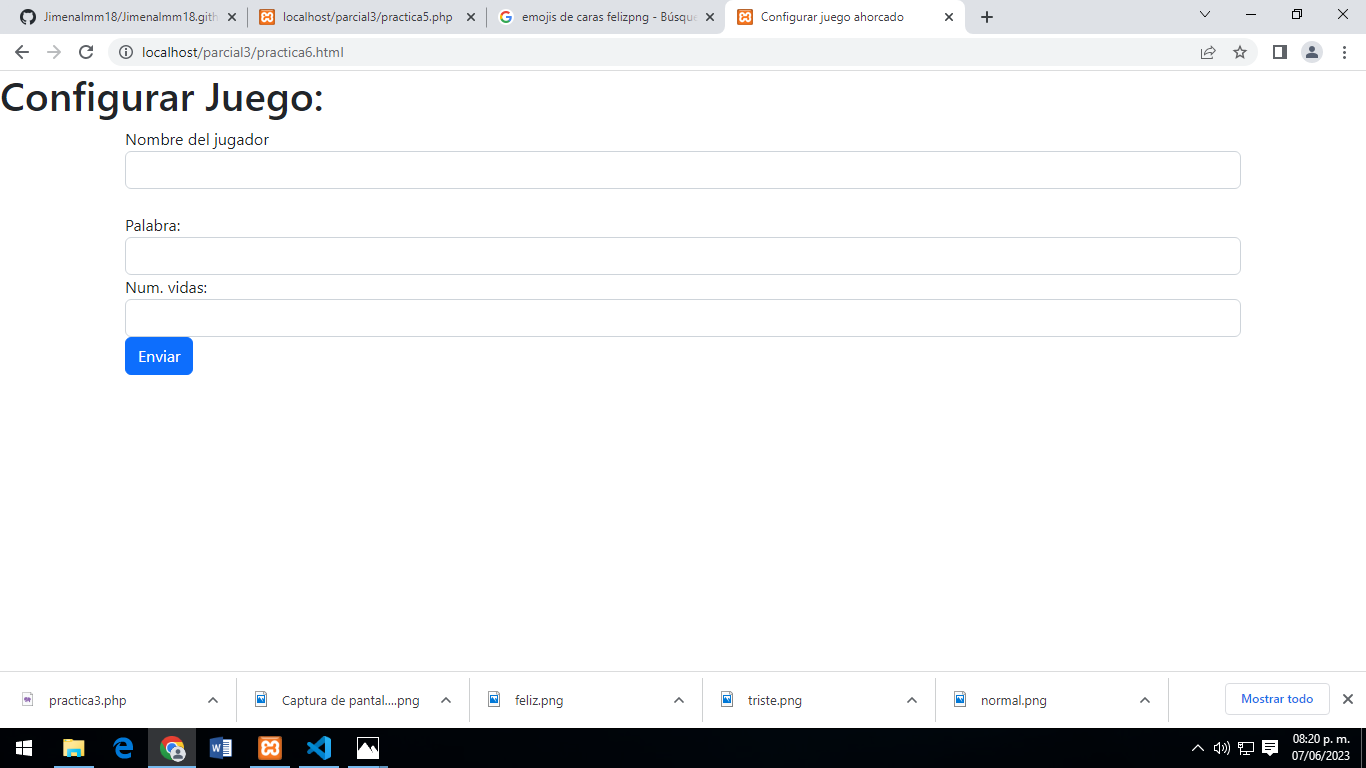 Jimenalmm18/Jimenalmm18.gith
localhost/parcial3/practica5.php
emojis de caras felizpng - Búsque
Configurar juego ahorcado
localhost/parcial3/practica6.html
Configurar Juego:
Nombre del jugador
Palabra:
Num. vidas:
Enviar
practica3.php
Captura de pantal....png
feliz.png
triste.png
normal.png
Mostrar todo
08:20 p. m.
07/06/2023